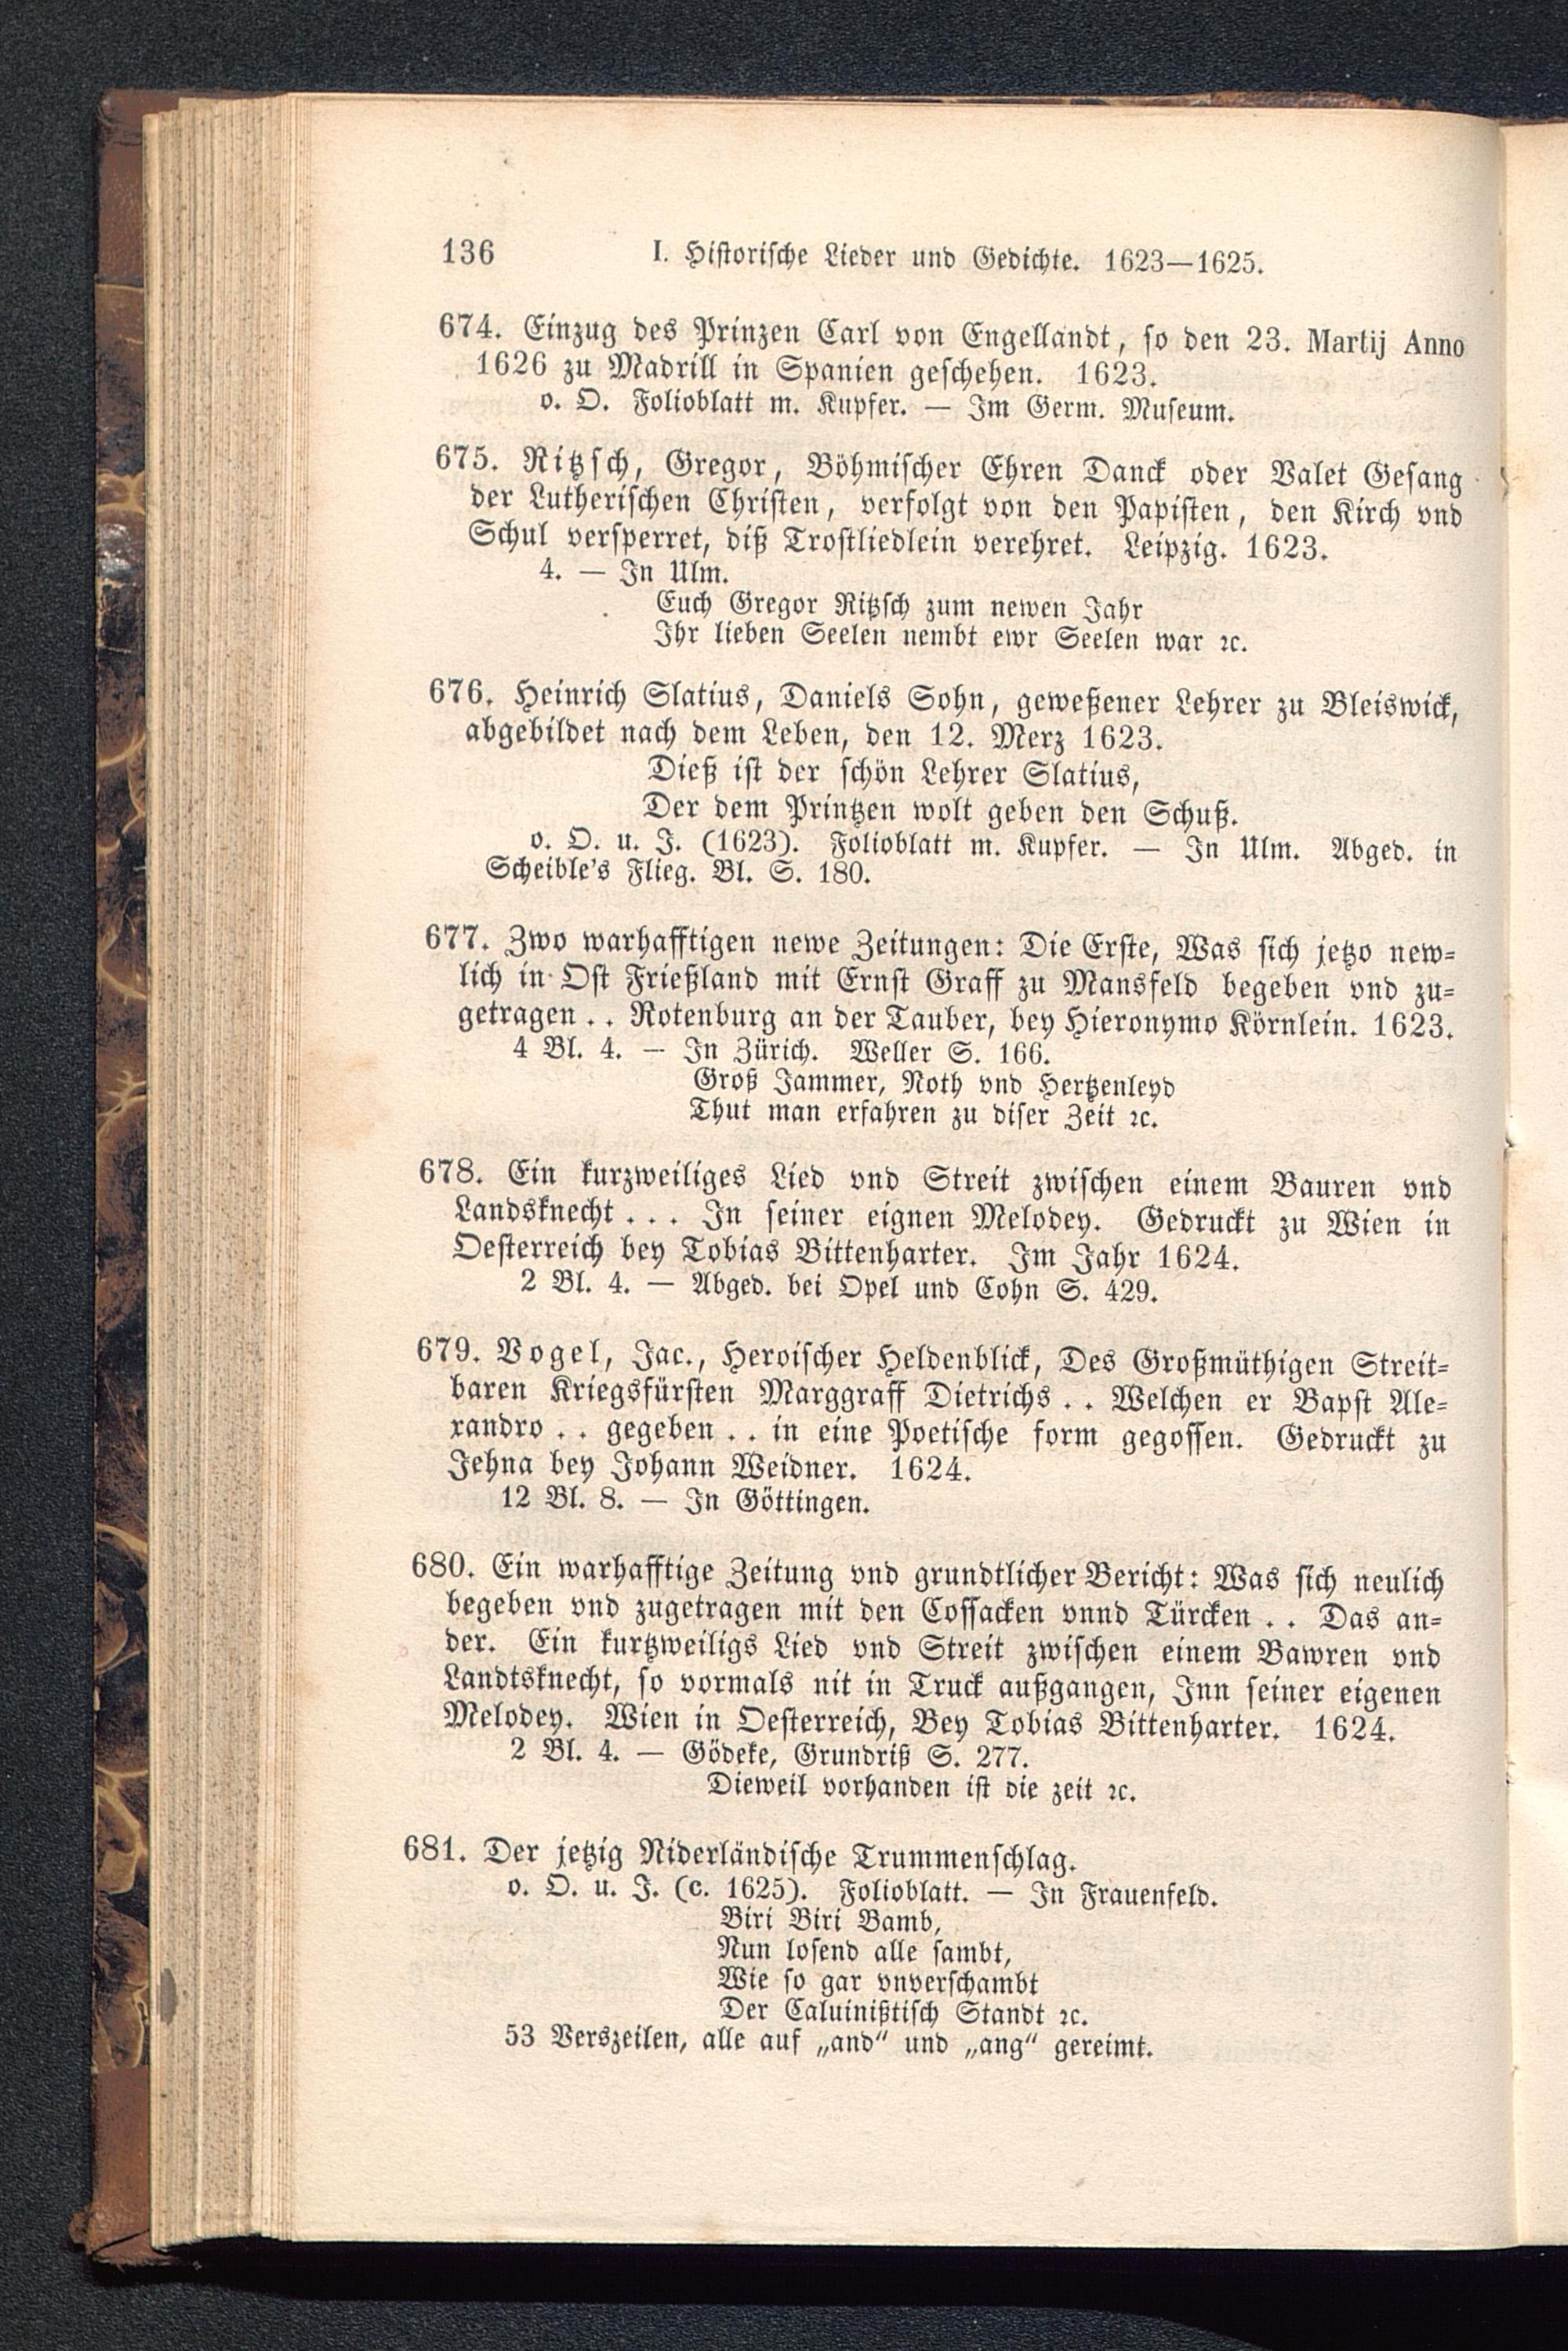 136 I. Historische Lieder und Gedichte. 1623—1625.
674. Einzug des Prinzen Carl von Engellandt, so den 23. Martij Anno
1626 zu Madrill in Spanien geschehen. 1623.
o. O. Folioblatt m. Kupfer. — Im Germ. Museum.
675. Ritzsch, Gregor, Böhmischer Ehren Danck oder Valet Gesang
der Lutherischen Christen, verfolgt von den Papisten, den Kirch vnd
Schul versperret, diß Trostliedlein verehret. Leipzig. 1623.
4. — In Ulm.
Euch Gregor Ritzsch zum newen Jahr
Ihr lieben Seelen nembt ewr Seelen war ꝛc.
676. Heinrich Slatius, Daniels Sohn, geweßener Lehrer zu Bleiswick,
abgebildet nach dem Leben, den 12. Merz 1623.
Dieß ist der schön Lehrer Slatius,
Der dem Printzen wolt geben den Schuß.
o. O. u. J. (1623). Folioblatt m. Kupfer. — In Ulm. Abged. in
Scheible's Flieg. Bl. S. 180.
677. Zwo warhafftigen newe Zeitungen: Die Erste, Was sich jetzo new-
lich in Ost Frießland mit Ernst Graff zu Mansfeld begeben vnd zu-
getragen . . Rotenburg an der Tauber, bey Hieronymo Körnlein. 1623.
4 Bl. 4. — In Zürich. Weller S. 166.
Groß Jammer, Noth vnd Hertzenleyd
Thut man erfahren zu diser Zeit ꝛc.
678. Ein kurzweiliges Lied vnd Streit zwischen einem Bauren vnd
Landsknecht . . . In seiner eignen Melodey. Gedruckt zu Wien in
Oesterreich bey Tobias Bittenharter. Im Jahr 1624.
2 Bl. 4. — Abged. bei Opel und Cohn S. 429.
679. Vogel, Jac., Heroischer Heldenblick, Des Großmüthigen Streit-
baren Kriegsfürsten Marggraff Dietrichs . . Welchen er Bapst Ale-
xandro . . gegeben . . in eine Poetische form gegossen. Gedruckt zu
Jehna bey Johann Weidner. 1624.
12 Bl. 8. — In Göttingen.
680. Ein warhafftige Zeitung vnd grundtlicher Bericht: Was sich neulich
begeben vnd zugetragen mit den Cossacken vnnd Türcken . . Das an-
der. Ein kurtzweiligs Lied vnd Streit zwischen einem Bawren vnd
Landtsknecht, so vormals nit in Truck außgangen, Inn seiner eigenen
Melodey. Wien in Oesterreich, Bey Tobias Bittenharter. 1624.
2 Bl. 4. — Gödeke, Grundriß S. 277.
Dieweil vorhanden ist die zeit ꝛc.
681. Der jetzig Niderländische Trummenschlag.
o. O. u. J. (c. 1625). Folioblatt. — In Frauenfeld.
Biri Biri Bamb,
Nun losend alle sambt,
Wie so gar vnverschambt
Der Caluinißtisch Standt ꝛc.
53 Verszeilen, alle auf „and“ und „ang“ gereimt.